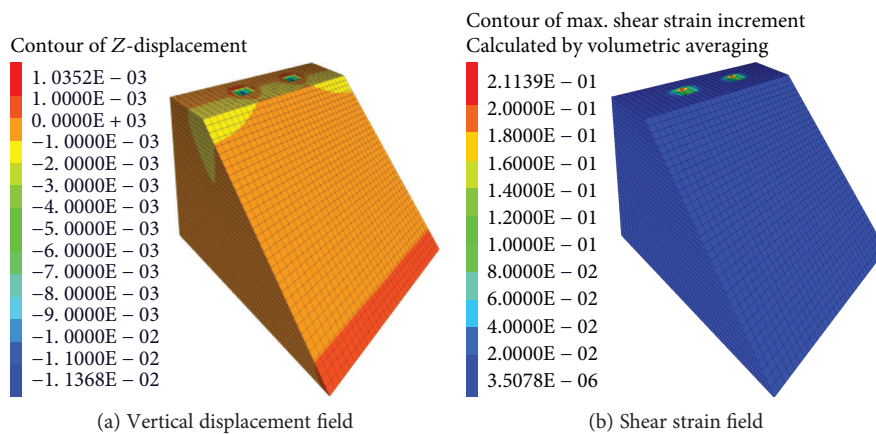 Contour of Z-displacement
1. 0352E − 03
1. 0000E − 03
0. 0000E + 03
−1. 0000E − 03
−2. 0000E − 03
−3. 0000E − 03
−4. 0000E − 03
−5. 0000E − 03
−6. 0000E − 03
−7. 0000E − 03
−8. 0000E − 03
−9. 0000E − 03
−1. 0000E − 02
−1. 1000E − 02
−1. 1368E − 02
(a) Vertical displacement field
Contour of max. shear strain increment
Calculated by volumetric averaging
2.1139E − 01
2.0000E − 01
1.8000E − 01
1.6000E − 01
1.4000E − 01
1.2000E − 01
1.0000E − 01
8.0000E − 02
6.0000E − 02
4.0000E − 02
2.0000E − 02
3.5078E − 06
(b) Shear strain field